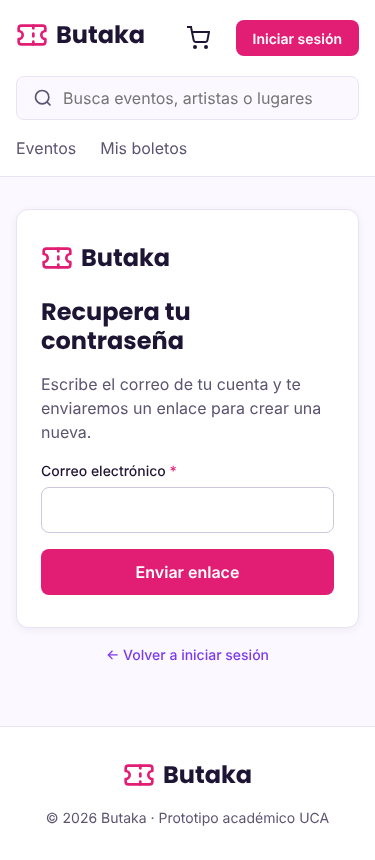 Butaka
Iniciar sesión
Busca eventos, artistas o lugares
Eventos
Mis boletos
Butaka
Recupera tu
contraseña
Escribe el correo de tu cuenta y te
enviaremos un enlace para crear una
nueva.
Correo electrónico *
Enviar enlace
← Volver a iniciar sesión
Butaka
© 2026 Butaka · Prototipo académico UCA